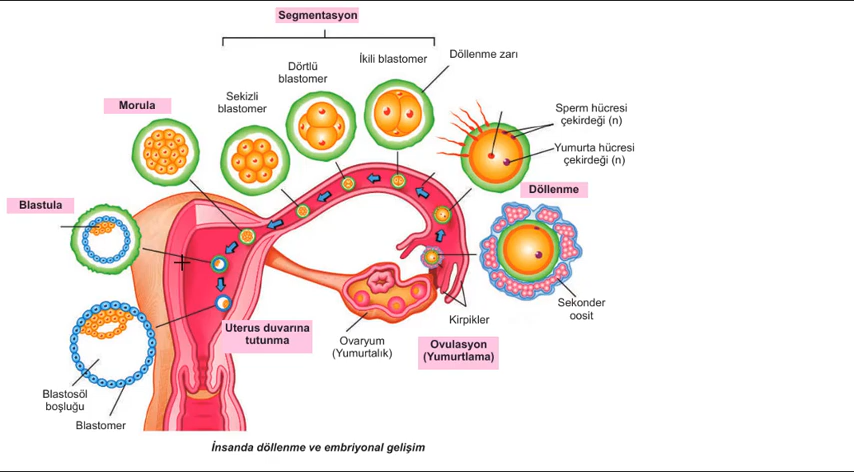 Segmentasyon
İkili blastomer
Döllenme zarı
Dörtlü
blastomer
Sekizli
blastomer
Morula
Sperm hücresi
çekirdeği (n)
Yumurta hücresi
çekirdeği (n)
Döllenme
Blastula
Sekonder
oosit
Kirpikler
Uterus duvarına
tutunma
Ovaryum
(Yumurtalık)
Ovulasyon
(Yumurtlama)
Blastosöl
boşluğu
Blastomer
İnsanda döllenme ve embriyonal gelişim